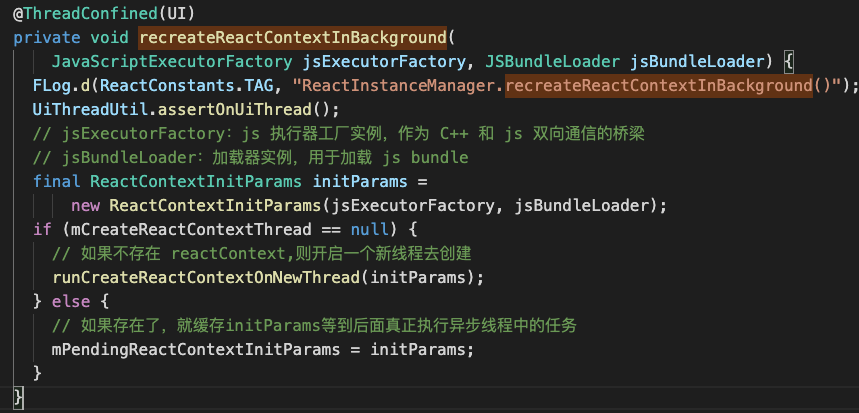 @ThreadConfined(UI)
private void recreateReactContextInBackground(
JavaScriptExecutorFactory jsExecutorFactory, JSBundleLoader jsBundleLoader) {
FLog.d(ReactConstants.TAG, "ReactInstanceManager.recreateReactContextInBackground()");
UiThreadUtil.assertOnUiThread();
// jsExecutorFactory：js 执行器工厂实例，作为 C++ 和 js 双向通信的桥梁
// jsBundleLoader：加载器实例，用于加载 js bundle
final ReactContextInitParams initParams =
new ReactContextInitParams(jsExecutorFactory, jsBundleLoader);
if (mCreateReactContextThread == null) {
// 如果不存在 reactContext,则开启一个新线程去创建
runCreateReactContextOnNewThread(initParams);
} else {
// 如果存在了，就缓存initParams等到后面真正执行异步线程中的任务
mPendingReactContextInitParams = initParams;
}
}